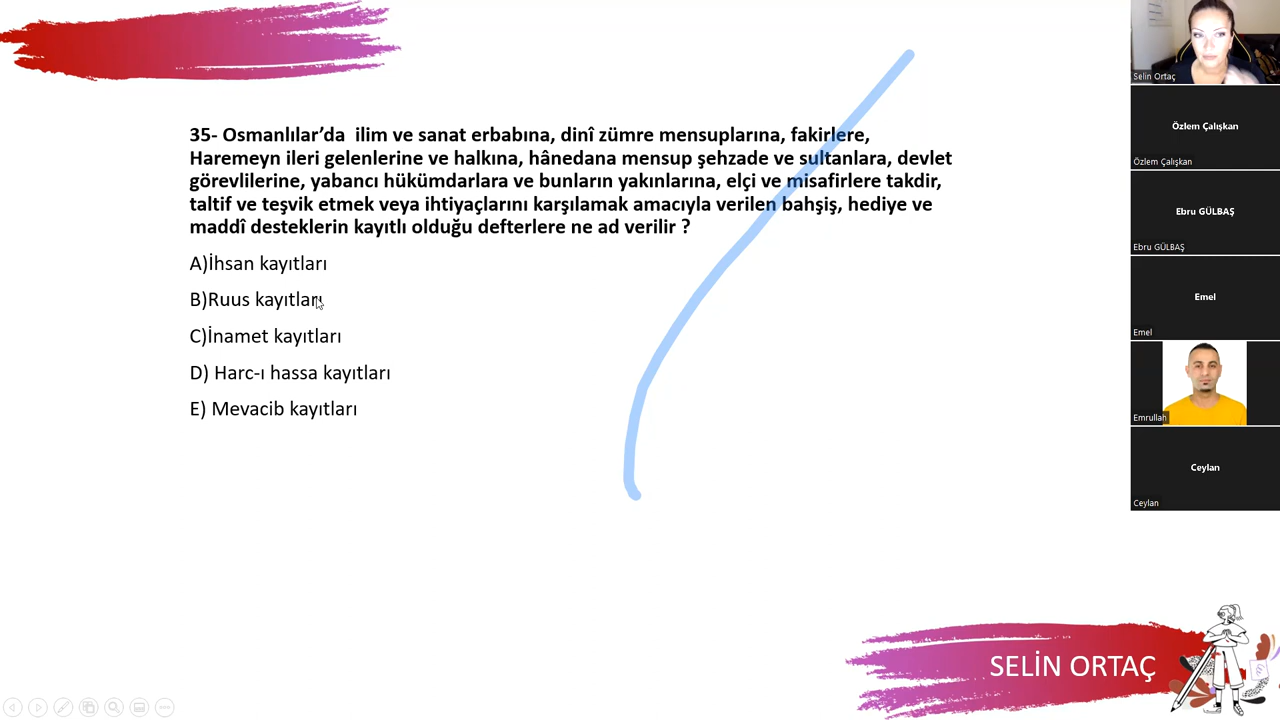 35- Osmanlılar’da  ilim ve sanat erbabına, dinî zümre mensuplarına, fakirlere,
Haremeyn ileri gelenlerine ve halkına, hânedana mensup şehzade ve sultanlara, devlet
görevlilerine, yabancı hükümdarlara ve bunların yakınlarına, elçi ve misafirlere takdir,
taltif ve teşvik etmek veya ihtiyaçlarını karşılamak amacıyla verilen bahşiş, hediye ve
maddî desteklerin kayıtlı olduğu defterlere ne ad verilir ?
A)İhsan kayıtları
B)Ruus kayıtları
C)İnamet kayıtları
D) Harc-ı hassa kayıtları
E) Mevacib kayıtları
SELİN ORTAÇ
Selin Ortaç
Özlem Çalışkan
Özlem Çalışkan
Ebru GÜLBAŞ
Ebru GÜLBAŞ
Emel
Emel
Emrullah
Ceylan
Ceylan